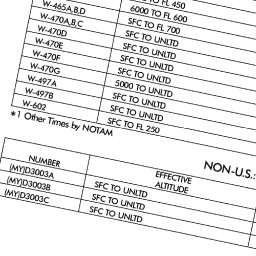 TO FL 450
6000 TO FL 600
W-465A,B,D SFC TO FL 700
W-470A,B,C SFC TO UNLTD
W-470D SFC TO UNLTD
W-470E SFC TO UNLTD
W-470F SFC TO UNLTD
W-470G 5000 TO UNLTD
W-497A SFC TO UNLTD
W-497B SFC TO UNLTD
W-602 SFC TO FL 250
*1 Other Times by NOTAM
NON-U.S.:
NUMBER EFFECTIVE ALTITUDE
(MY)D3003A SFC TO UNLTD
(MY)D3003B SFC TO UNLTD
(MY)D3003C SFC TO UNLTD